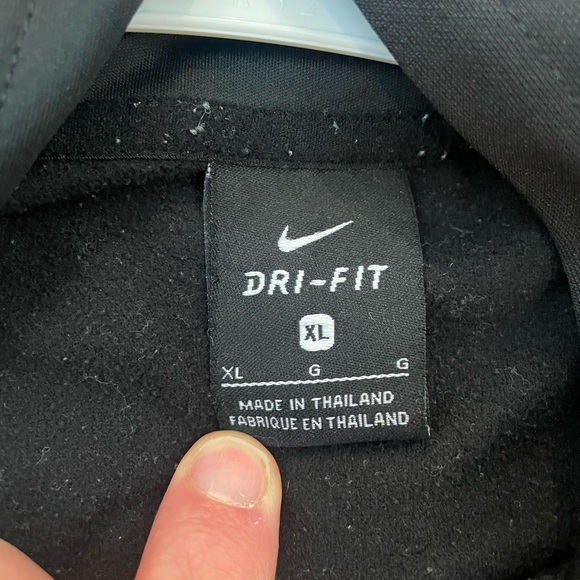 DRI-FIT
XL
XL G G
MADE IN THAILAND
FABRIQUE EN THAILAND